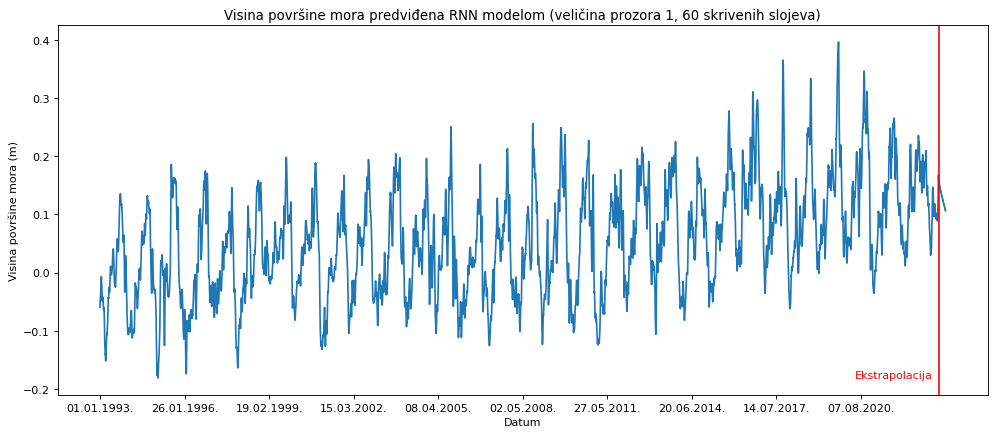 Visina površine mora predviđena RNN modelom (veličina prozora 1, 60 skrivenih slojeva)
Visina površine mora (m)
0.4
0.3
0.2
0.1
0.0
−0.1
−0.2
Ekstrapolacija
01.01.1993. 26.01.1996. 19.02.1999. 15.03.2002. 08.04.2005. 02.05.2008. 27.05.2011. 20.06.2014. 14.07.2017. 07.08.2020.
Datum